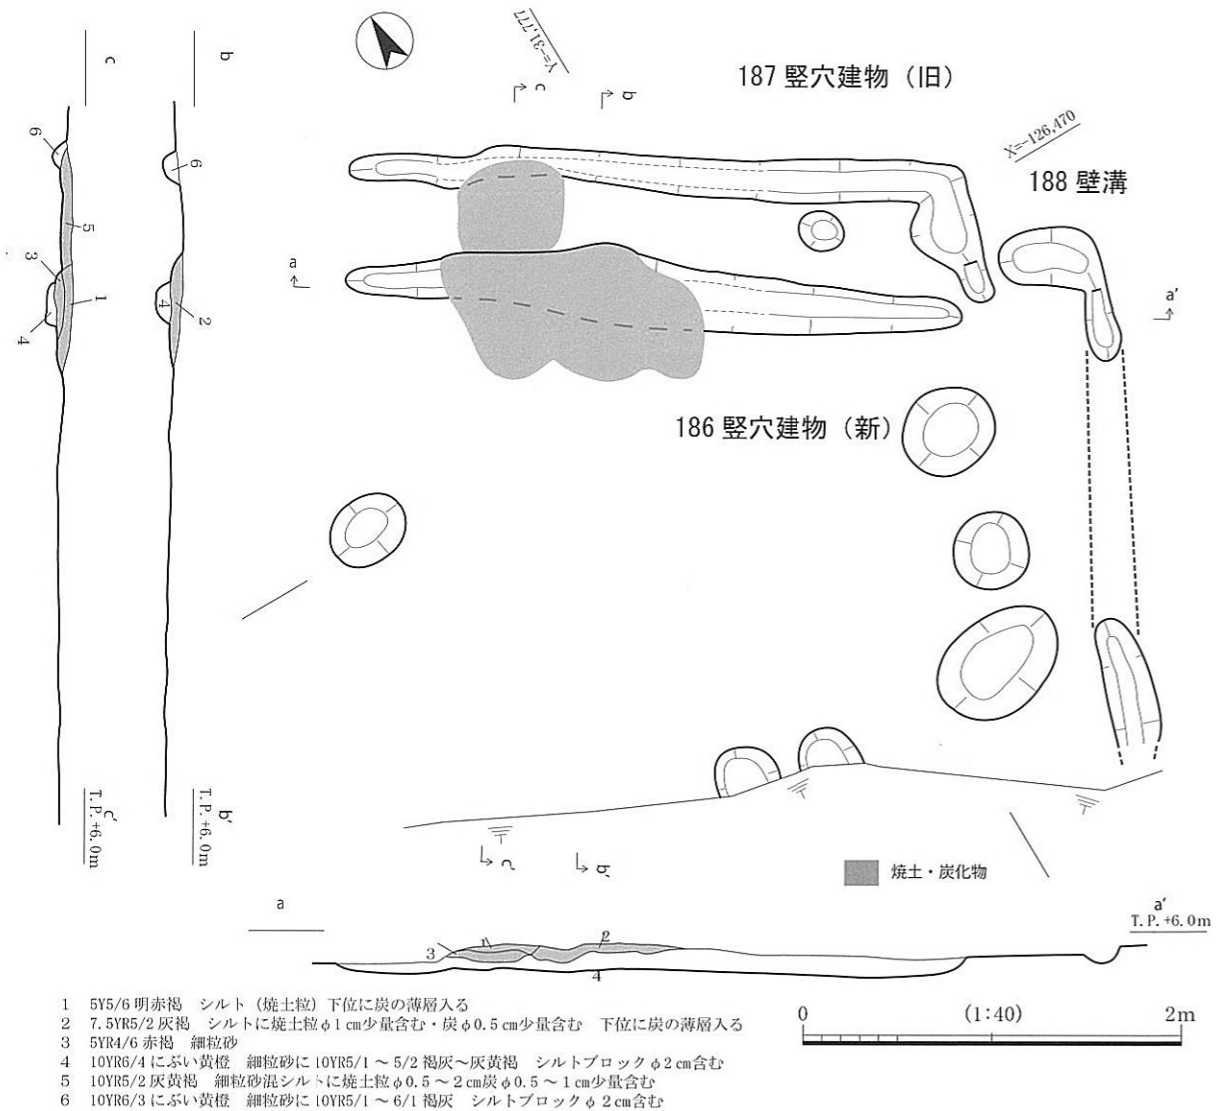 Y=-31,777
187 竪穴建物（旧）
X=-126,470
188 壁溝
c
b
c
b
6
6
5
3
1
4
4
2
a
a′
186 竪穴建物（新）
c′
T.P.+6.0m
b′
T.P.+6.0m
c′
b′
焼土・炭化物
a
a′
T.P.+6.0m
1
2
3
4
1 5Y5/6 明赤褐 シルト（焼土粒）下位に炭の薄層入る
2 7.5YR5/2 灰褐 シルトに焼土粒φ1㎝少量含む・炭φ0.5㎝少量含む 下位に炭の薄層入る
3 5YR4/6 赤褐 細粒砂
4 10YR6/4 にぶい黄橙 細粒砂に10YR5/1～5/2 褐灰～灰黄褐 シルトブロックφ2㎝含む
5 10YR5/2 灰黄褐 細粒砂混シルトに焼土粒φ0.5～2㎝炭φ0.5～1㎝少量含む
6 10YR6/3 にぶい黄橙 細粒砂に10YR5/1～6/1 褐灰 シルトブロックφ2㎝含む
0 (1:40) 2m